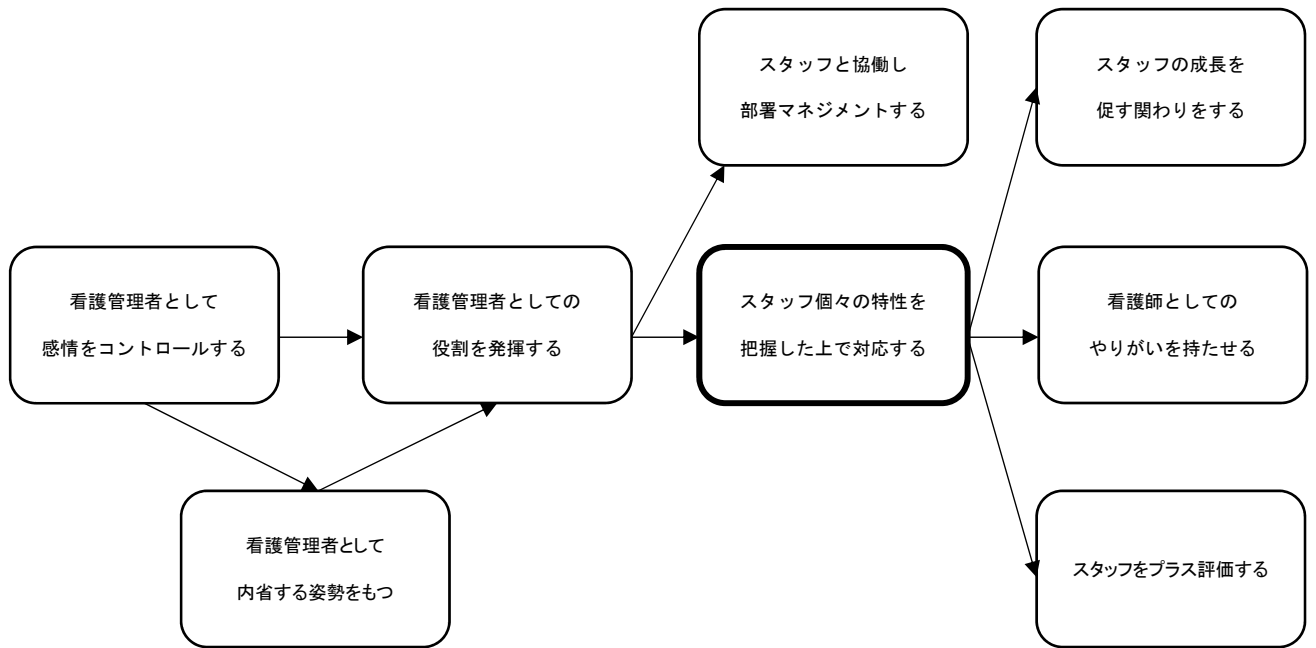 スタッフと協働し
部署マネジメントする
スタッフの成長を
促す関わりをする
看護管理者として
感情をコントロールする
看護管理者としての
役割を発揮する
スタッフ個々の特性を
把握した上で対応する
看護師としての
やりがいを持たせる
看護管理者として
内省する姿勢をもつ
スタッフをプラス評価する